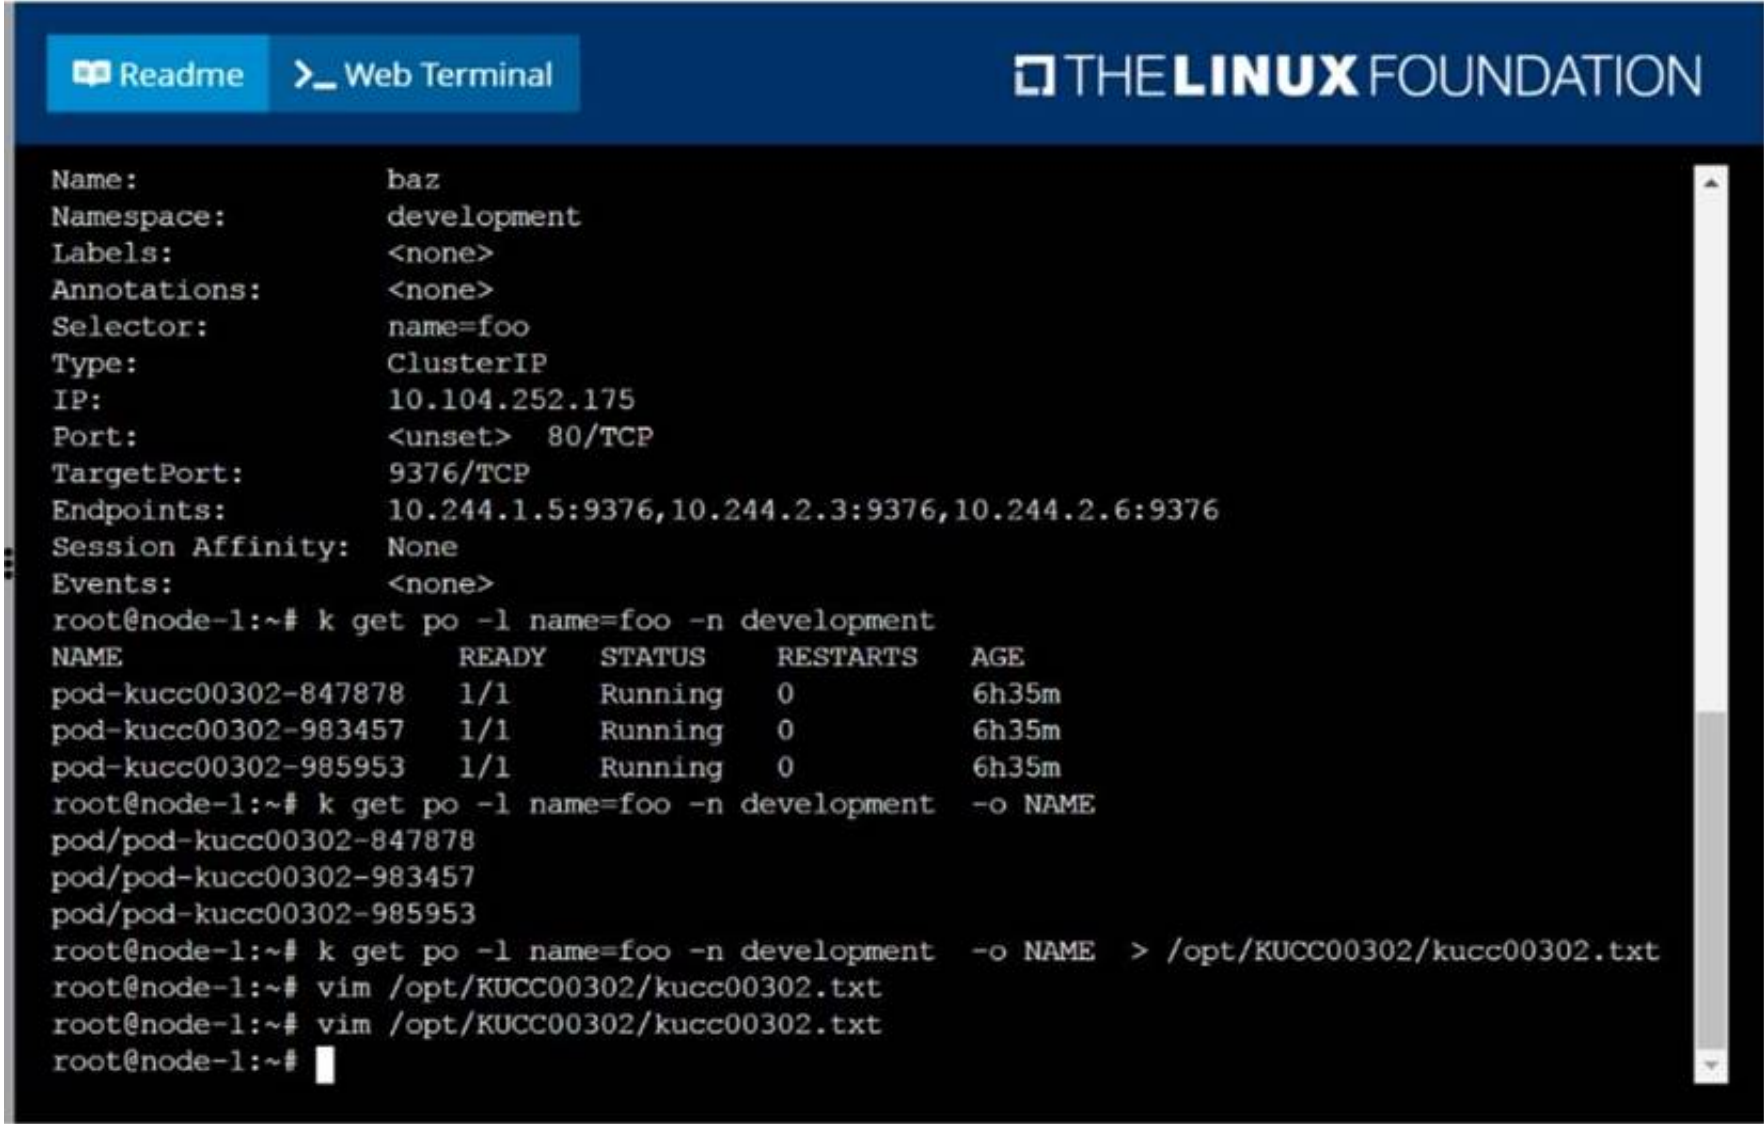 Readme >_ Web Terminal THE LINUX FOUNDATION
Name: baz
Namespace: development
Labels: <none>
Annotations: <none>
Selector: name=foo
Type: ClusterIP
IP: 10.104.252.175
Port: <unset> 80/TCP
TargetPort: 9376/TCP
Endpoints: 10.244.1.5:9376,10.244.2.3:9376,10.244.2.6:9376
Session Affinity: None
Events: <none>
root@node-1:~# k get po -l name=foo -n development
NAME READY STATUS RESTARTS AGE
pod-kucc00302-847878 1/1 Running 0 6h35m
pod-kucc00302-983457 1/1 Running 0 6h35m
pod-kucc00302-985953 1/1 Running 0 6h35m
root@node-1:~# k get po -l name=foo -n development -o NAME
pod/pod-kucc00302-847878
pod/pod-kucc00302-983457
pod/pod-kucc00302-985953
root@node-1:~# k get po -l name=foo -n development -o NAME > /opt/KUCC00302/kucc00302.txt
root@node-1:~# vim /opt/KUCC00302/kucc00302.txt
root@node-1:~# vim /opt/KUCC00302/kucc00302.txt
root@node-1:~#